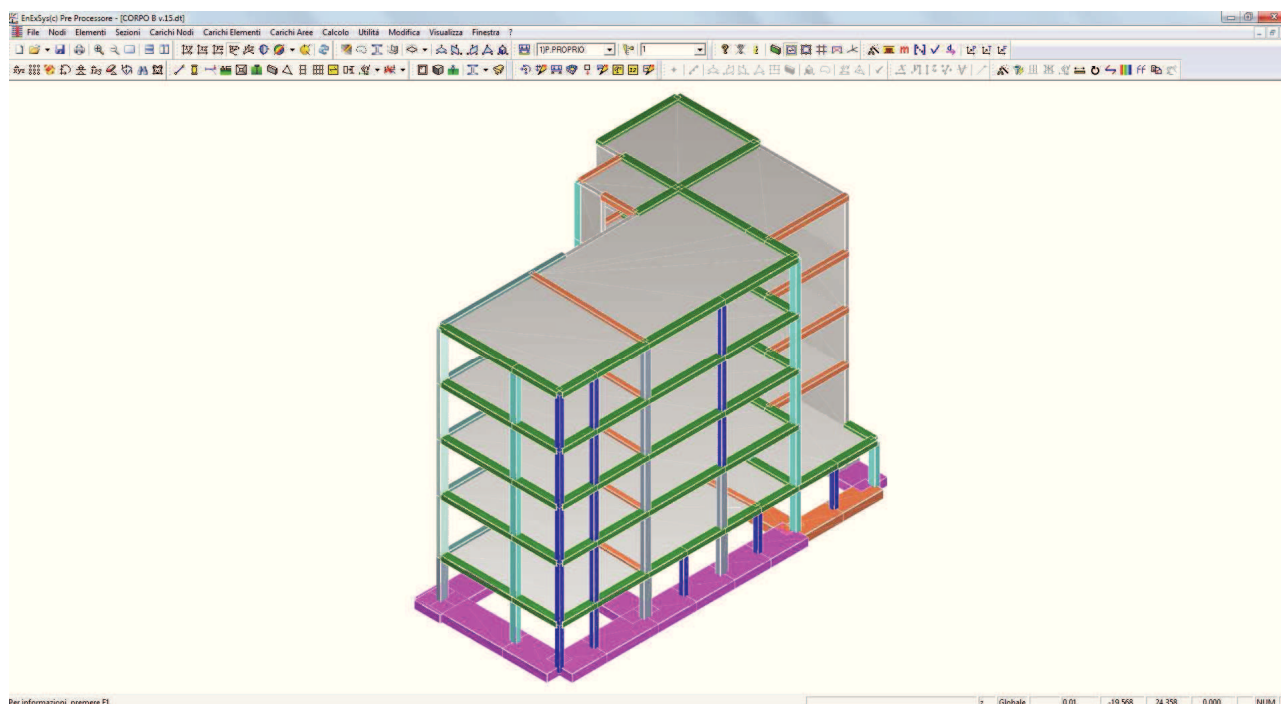 EnExSys(c) Pre Processore - [CORPO B v.15.dt]
File Nodi Elementi Sezioni Carichi Nodi Carichi Elementi Carichi Aree Calcolo Utilità Modifica Visualizza Finestra ?
1)P.PROPRIO 1
Per informazioni, premere F1 Globale 0.01 -19.568 24.358 0.000 NUM